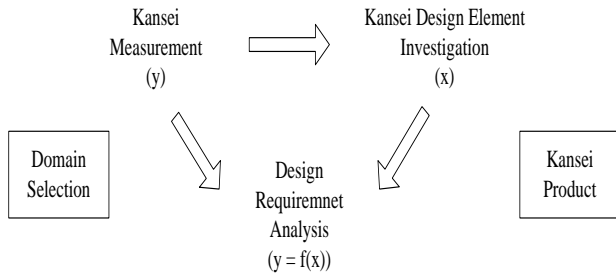 Kansei
Measurement
(y)
Kansei Design Element
Investigation
(x)
Domain
Selection
Design
Requiremnet
Analysis
(y = f(x))
Kansei
Product